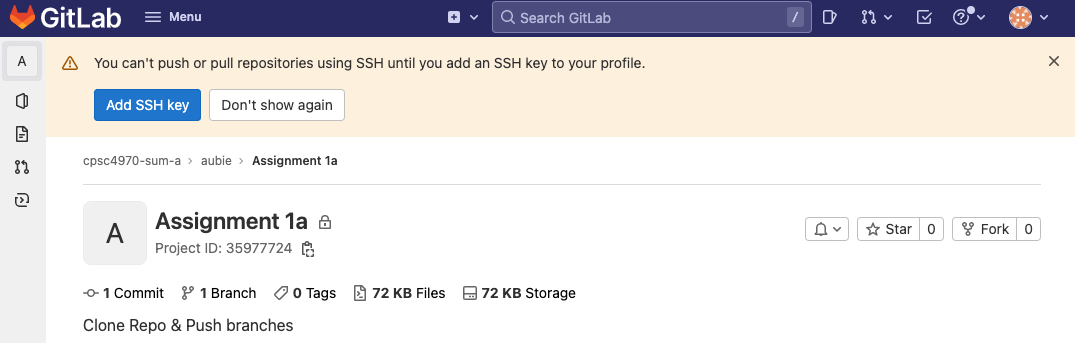 GitLab Menu Search GitLab /
A
You can't push or pull repositories using SSH until you add an SSH key to your profile.
Add SSH key Don't show again
cpsc4970-sum-a › aubie › Assignment 1a
A
Assignment 1a
Project ID: 35977724
Star 0 Fork 0
1 Commit 1 Branch 0 Tags 72 KB Files 72 KB Storage
Clone Repo & Push branches